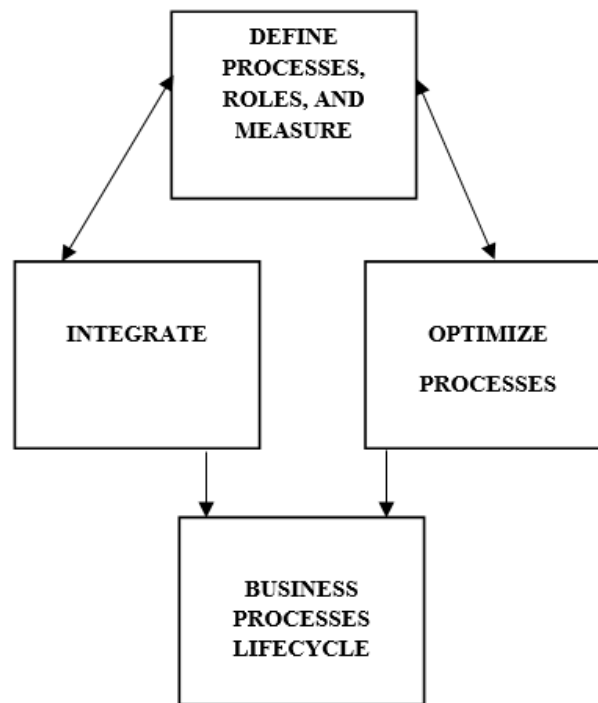 DEFINE
PROCESSES,
ROLES, AND
MEASURE
INTEGRATE
OPTIMIZE
PROCESSES
BUSINESS
PROCESSES
LIFECYCLE